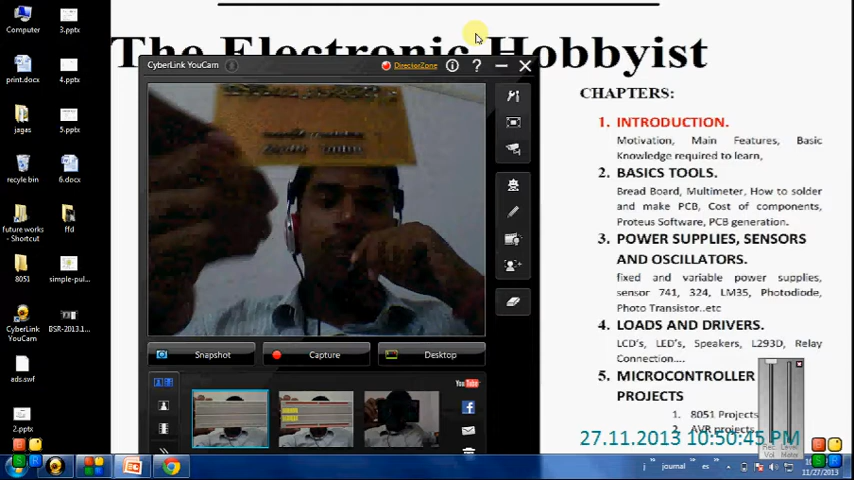 Computer
3.pptx
print.docx
4.pptx
jagas
5.pptx
recyle bin
6.docx
future works
- Shortcut
ffd
8051
simple-pul...
CyberLink
YouCam
BSR-2013.1...
ads.swf
2.pptx
The Electronic Hobbyist
CyberLink YouCam
DirectorZone
Snapshot
Capture
Desktop
You Tube
CHAPTERS:
1. INTRODUCTION.
Motivation, Main Features, Basic
Knowledge required to learn,
2. BASICS TOOLS.
Bread Board, Multimeter, How to solder
and make PCB, Cost of components,
Proteus Software, PCB generation.
3. POWER SUPPLIES, SENSORS
AND OSCILLATORS.
fixed and variable power supplies,
sensor 741, 324, LM35, Photodiode,
Photo Transistor..etc
4. LOADS AND DRIVERS.
LCD's, LED's, Speakers, L293D, Relay
Connection....
5. MICROCONTROLLER
PROJECTS
1. 8051 Projects
2. AVR projects
27.11.2013 10:50:45 PM
journal
es
11/27/2013